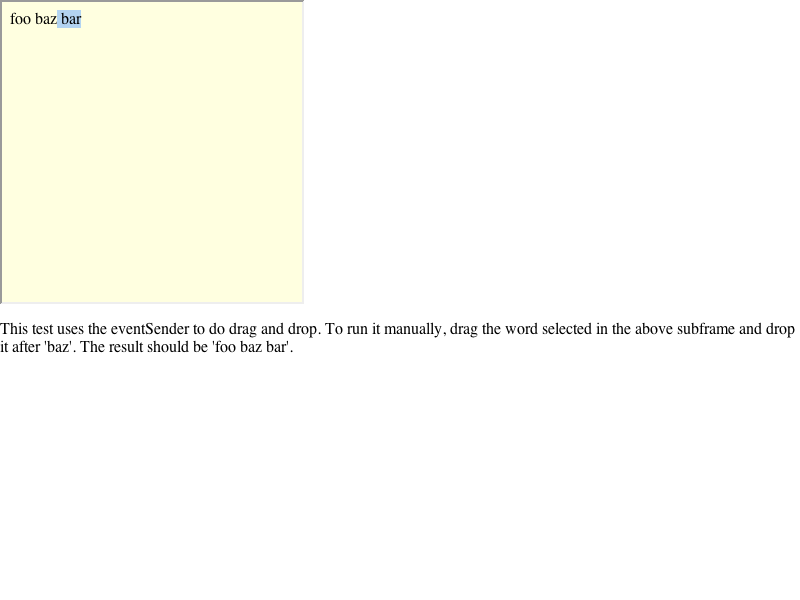 foo baz bar
This test uses the eventSender to do drag and drop. To run it manually, drag the word selected in the above subframe and drop
it after 'baz'. The result should be 'foo baz bar'.